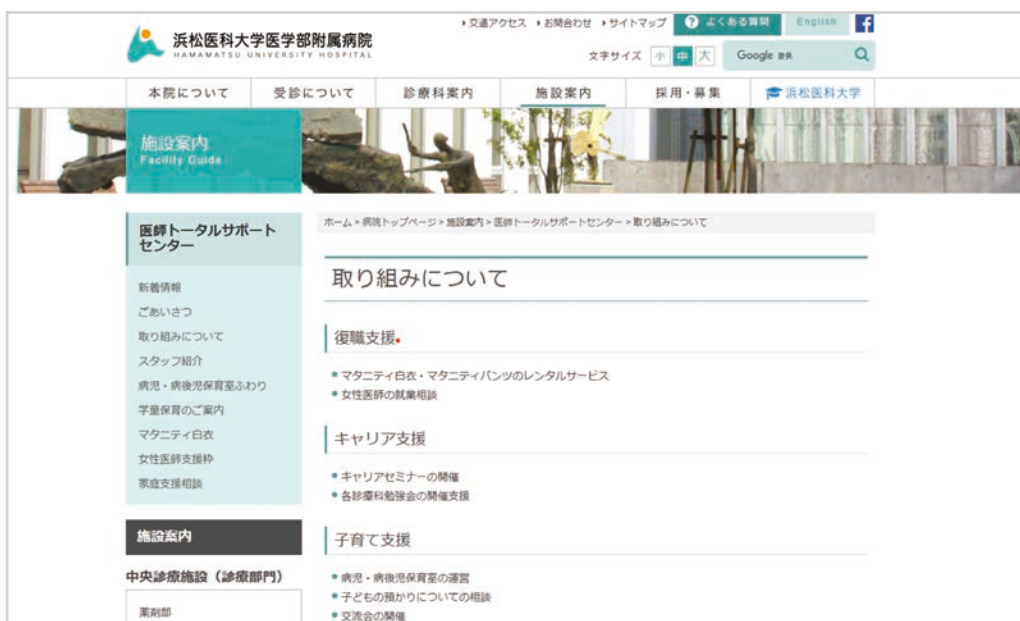 浜松医科大学医学部附属病院
HAMAMATSU UNIVERSITY HOSPITAL
交通アクセス お問合わせ サイトマップ ? よくある質問 English f
文字サイズ 小 中 大 Google 提供
本院について 受診について 診療科案内 施設案内 採用・募集 浜松医科大学
施設案内
Facility Guide
医師トータルサポート
センター
新着情報
ごあいさつ
取り組みについて
スタッフ紹介
病児・病後児保育室ふわり
学童保育のご案内
マタニティ白衣
女性医師支援枠
家庭支援相談
施設案内
中央診療施設（診療部門）
薬剤部
ホーム > 病院トップページ > 施設案内 > 医師トータルサポートセンター > 取り組みについて
取り組みについて
復職支援
• マタニティ白衣・マタニティパンツのレンタルサービス
• 女性医師の就業相談
キャリア支援
• キャリアセミナーの開催
• 各診療科勉強会の開催支援
子育て支援
• 病児・病後児保育室の運営
• 子どもの預かりについての相談
• 交流会の開催